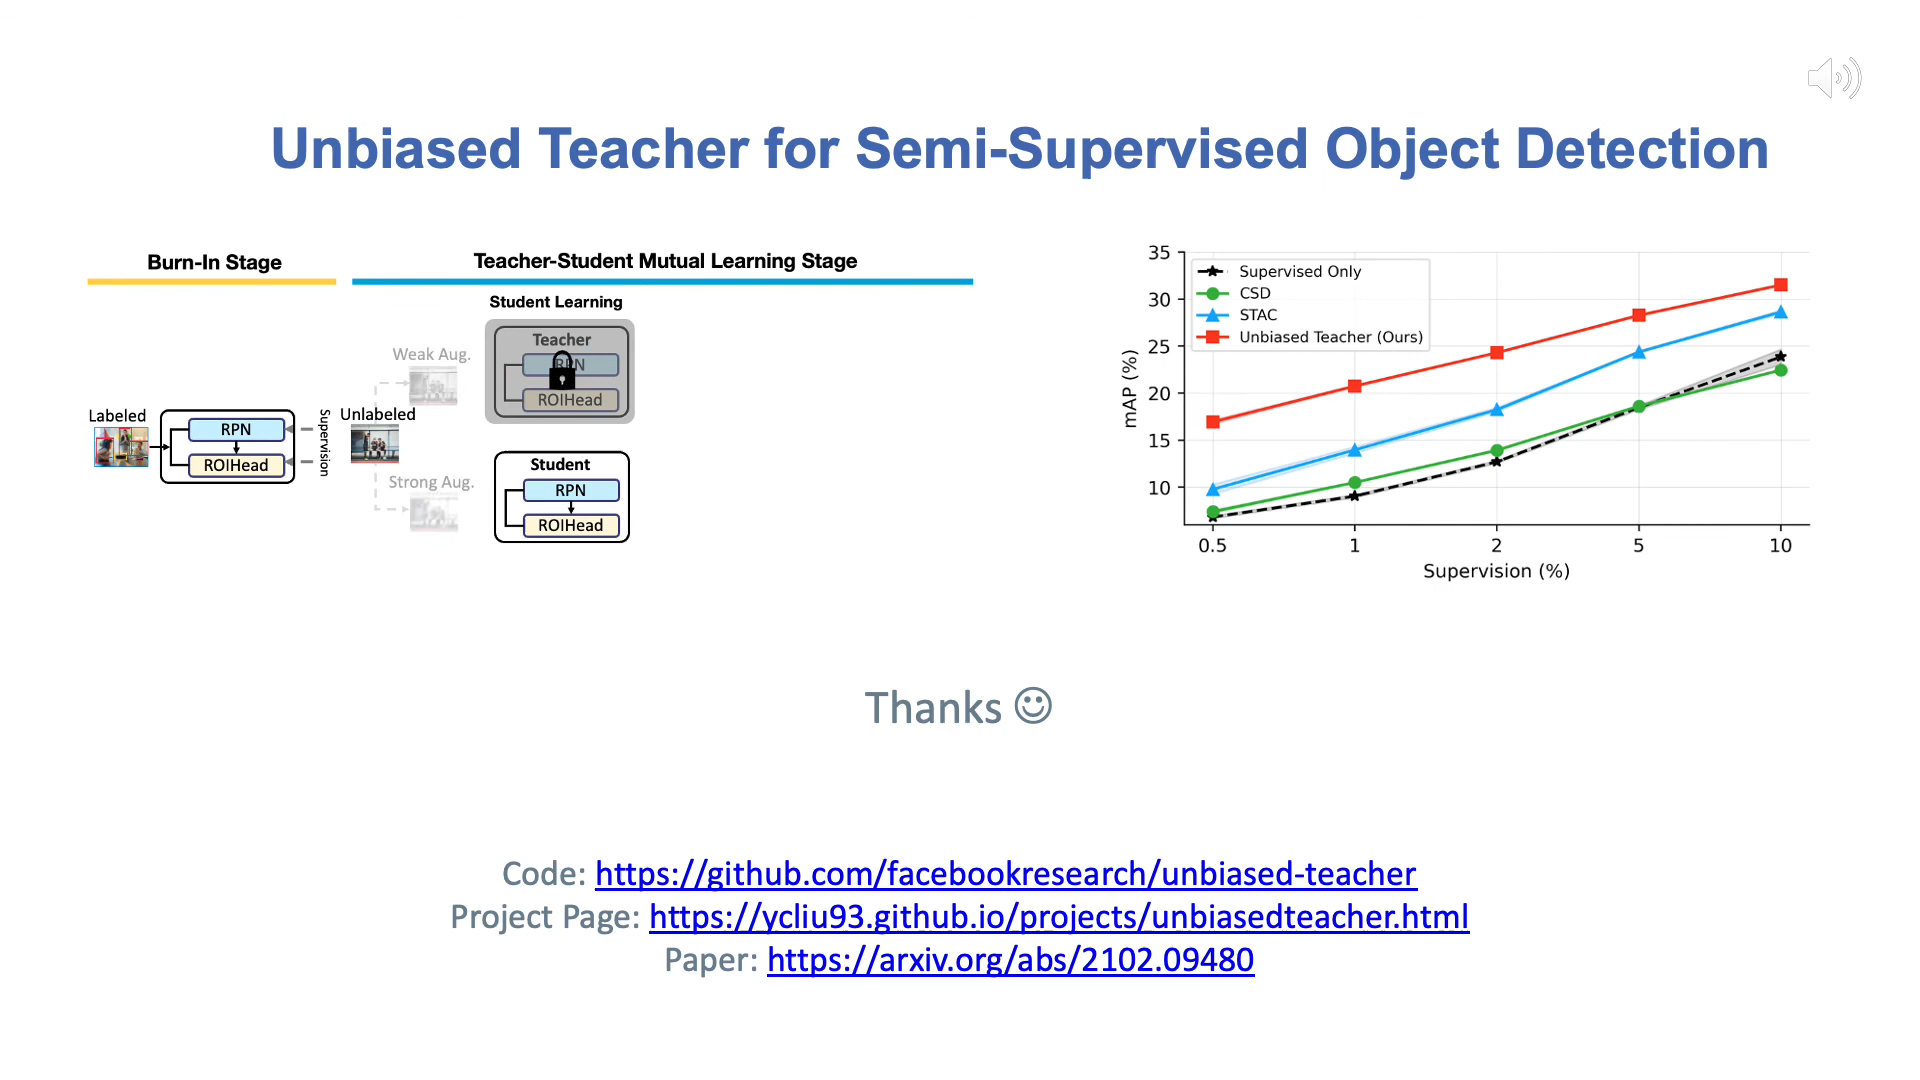 Unbiased Teacher for Semi-Supervised Object Detection
Burn-In Stage
Teacher-Student Mutual Learning Stage
Student Learning
Labeled
RPN
ROIHead
Supervision
Unlabeled
Weak Aug.
Strong Aug.
Teacher
RPN
ROIHead
Student
RPN
ROIHead
35
30
25
20
15
10
mAP (%)
Supervised Only
CSD
STAC
Unbiased Teacher (Ours)
0.5 1 2 5 10
Supervision (%)
Thanks ☺
Code: https://github.com/facebookresearch/unbiased-teacher
Project Page: https://ycliu93.github.io/projects/unbiasedteacher.html
Paper: https://arxiv.org/abs/2102.09480